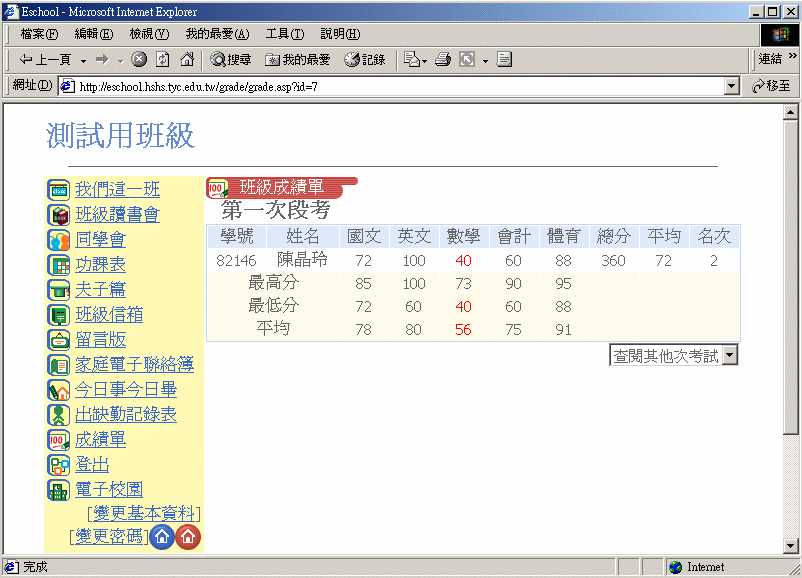 Eschool - Microsoft Internet Explorer
檔案(F) 編輯(E) 檢視(V) 我的最愛(A) 工具(T) 說明(H)
上一頁 搜尋 我的最愛 記錄 連結 »
網址(D) http://eschool.hshs.tyc.edu.tw/grade/grade.asp?id=7 移至
測試用班級
我們這一班
班級讀書會
同學會
功課表
夫子篇
班級信箱
留言版
家庭電子聯絡簿
今日事今日畢
出缺勤記錄表
100 成績單
登出
電子校園
[變更基本資料]
[變更密碼]
100 班級成績單
第一次段考
學號 姓名 國文 英文 數學 會計 體育 總分 平均 名次
82146 陳晶玲 72 100 40 60 88 360 72 2
最高分 85 100 73 90 95
最低分 72 60 40 60 88
平均 78 80 56 75 91
查閱其他次考試
完成 Internet